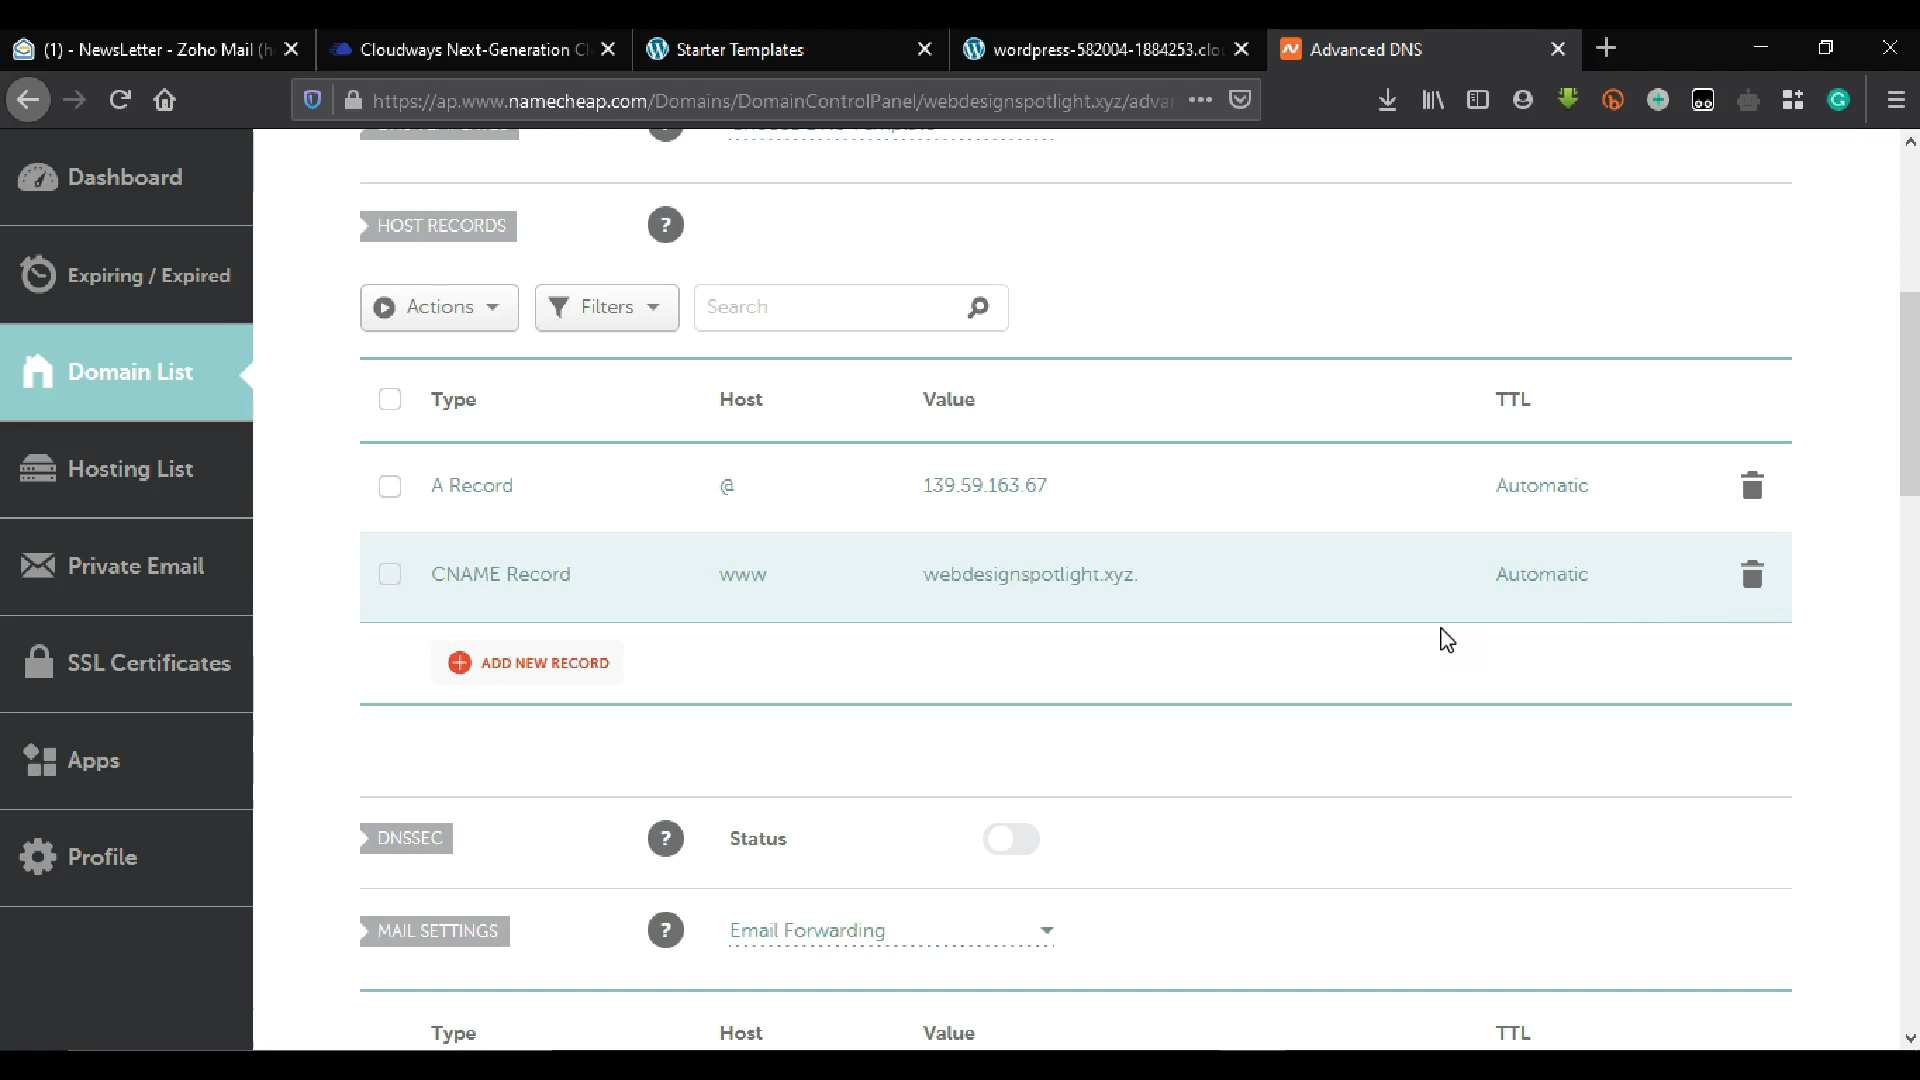 (1) - NewsLetter - Zoho Mail (h
Cloudways Next-Generation Cl
Starter Templates
wordpress-582004-1884253.clou
Advanced DNS
https://ap.www.namecheap.com/Domains/DomainControlPanel/webdesignspotlight.xyz/advan
Dashboard
Expiring / Expired
Domain List
Hosting List
Private Email
SSL Certificates
Apps
Profile
HOST RECORDS ?
Actions Filters Search
Type Host Value TTL
A Record @ 139.59.163.67 Automatic
CNAME Record www webdesignspotlight.xyz. Automatic
ADD NEW RECORD
DNSSEC ? Status
MAIL SETTINGS ? Email Forwarding
Type Host Value TTL